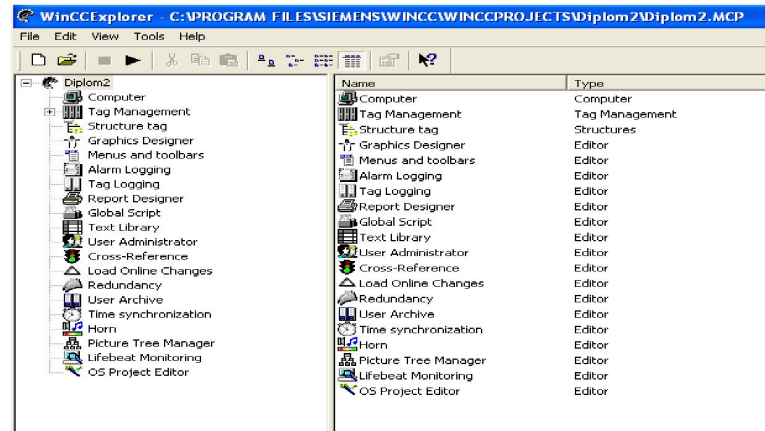 WinCCExplorer - C:\PROGRAM FILES\SIEMENS\WINCC\WINCCPROJECTS\Diplom2\Diplom2.MCP
File Edit View Tools Help
Diplom2
Computer
Tag Management
Structure tag
Graphics Designer
Menus and toolbars
Alarm Logging
Tag Logging
Report Designer
Global Script
Text Library
User Administrator
Cross-Reference
Load Online Changes
Redundancy
User Archive
Time synchronization
Horn
Picture Tree Manager
Lifebeat Monitoring
OS Project Editor
Name Type
Computer Computer
Tag Management Tag Management
Structure tag Structures
Graphics Designer Editor
Menus and toolbars Editor
Alarm Logging Editor
Tag Logging Editor
Report Designer Editor
Global Script Editor
Text Library Editor
User Administrator Editor
Cross-Reference Editor
Load Online Changes Editor
Redundancy Editor
User Archive Editor
Time synchronization Editor
Horn Editor
Picture Tree Manager Editor
Lifebeat Monitoring Editor
OS Project Editor Editor